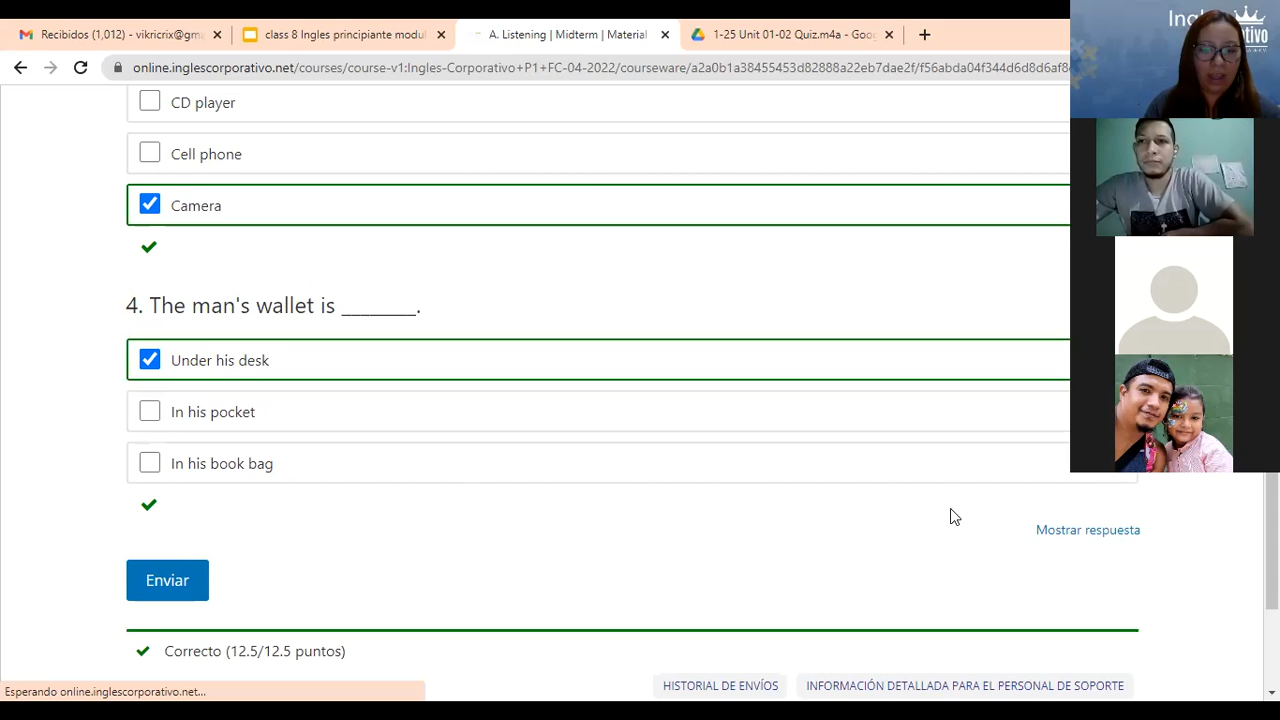 Recibidos (1,012) - vikricrix@gm
class 8 Ingles principiante modul
A. Listening | Midterm | Material
1-25 Unit 01-02 Quiz.m4a - Goo
online.inglescorporativo.net/courses/course-v1:Ingles-Corporativo+P1+FC-04-2022/courseware/a2a0b1a38455453d82888a22eb7dae2f/f56abda04f344d6d8d6af8
CD player
Cell phone
Camera
4. The man's wallet is ________.
Under his desk
In his pocket
In his book bag
Mostrar respuesta
Enviar
Correcto (12.5/12.5 puntos)
Esperando online.inglescorporativo.net...
HISTORIAL DE ENVÍOS
INFORMACIÓN DETALLADA PARA EL PERSONAL DE SOPORTE